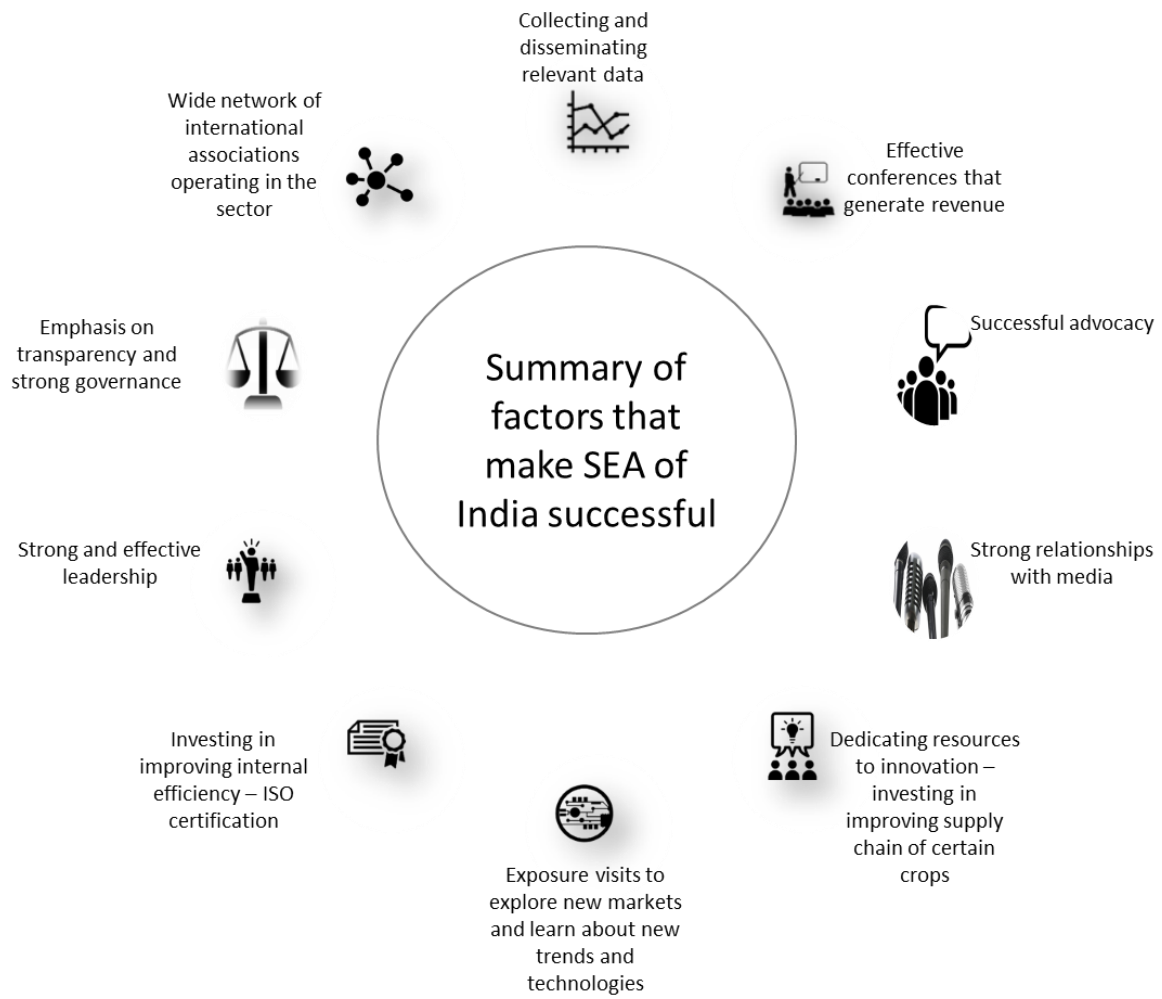 Collecting and
disseminating
relevant data
Effective
conferences that
generate revenue
Successful advocacy
Strong relationships
with media
Dedicating resources
to innovation –
investing in
improving supply
chain of certain
crops
Exposure visits to
explore new markets
and learn about new
trends and
technologies
Investing in
improving internal
efficiency – ISO
certification
Strong and effective
leadership
Emphasis on
transparency and
strong governance
Wide network of
international
associations
operating in the
sector
Summary of
factors that
make SEA of
India successful